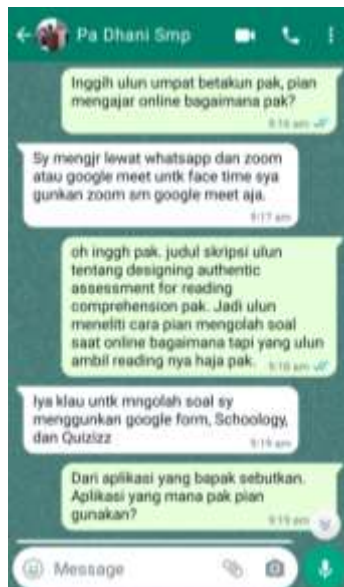 Pa Dhani Smp
Inggih ulun umpat betakun pak, pian
mengajar online bagaimana pak?
9:16 am
Sy mengjr lewat whatsapp dan zoom
atau google meet untk face time sya
gunkan zoom sm google meet aja.
9:17 am
oh inggh pak. judul skripsi ulun
tentang designing authentic
assessment for reading
comprehension pak. Jadi ulun
meneliti cara pian mengolah soal
saat online bagaimana tapi yang ulun
ambil reading nya haja pak.
9:18 am
Iya klau untk mngolah soal sy
menggunkan google form, Schoology,
dan Quizizz
9:19 am
Dari aplikasi yang bapak sebutkan.
Aplikasi yang mana pak pian
gunakan?
9:19 am
Message